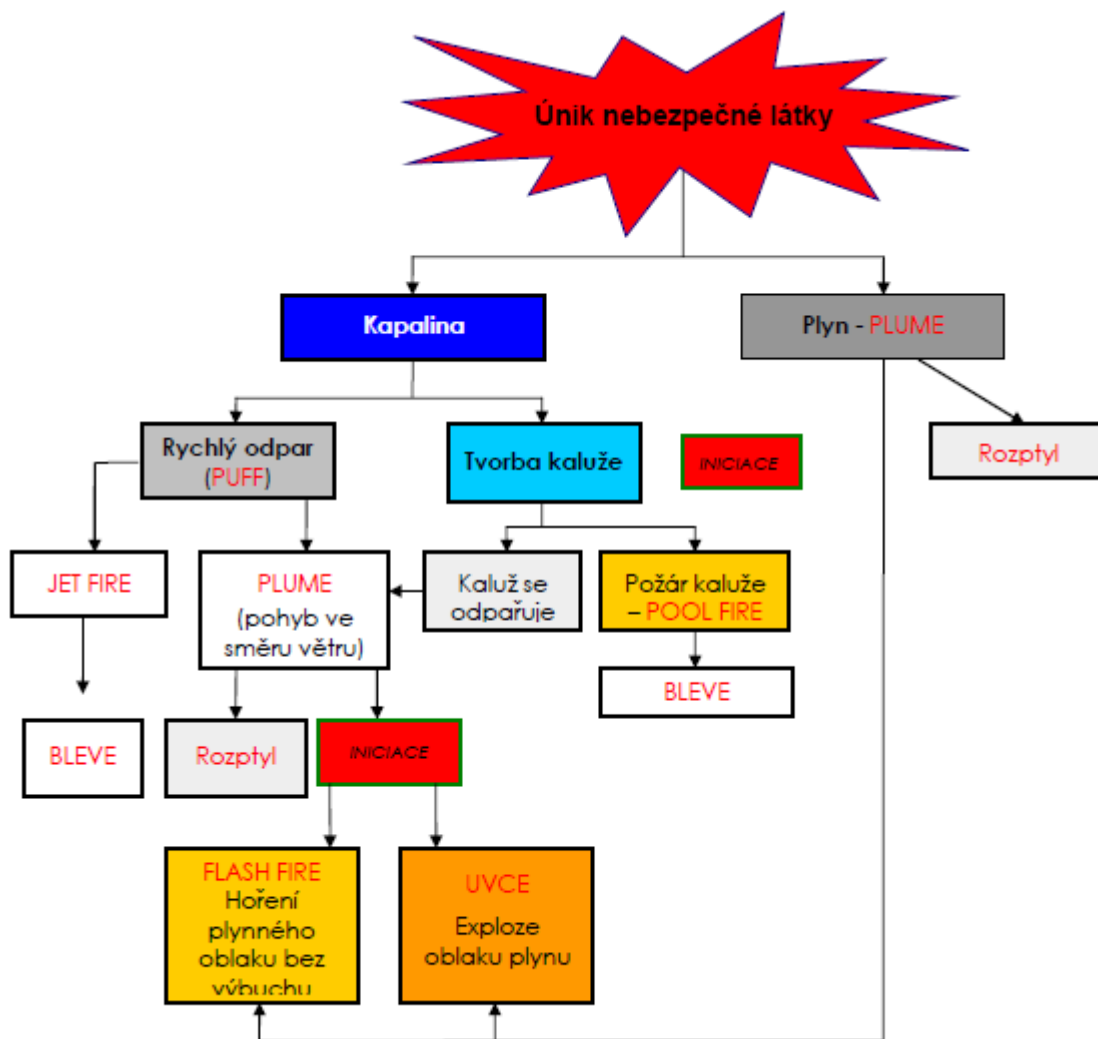 Únik nebezpečné látky
Kapalina
Plyn - PLUME
Rychlý odpar
(PUFF)
Tvorba kaluže
INICIACE
Rozptyl
JET FIRE
PLUME
(pohyb ve
směru větru)
Kaluž se
odpařuje
Požár kaluže
– POOL FIRE
BLEVE
BLEVE
Rozptyl
INICIACE
FLASH FIRE
Hoření
plynného
oblaku bez
výbuchu
UVCE
Exploze
oblaku plynu